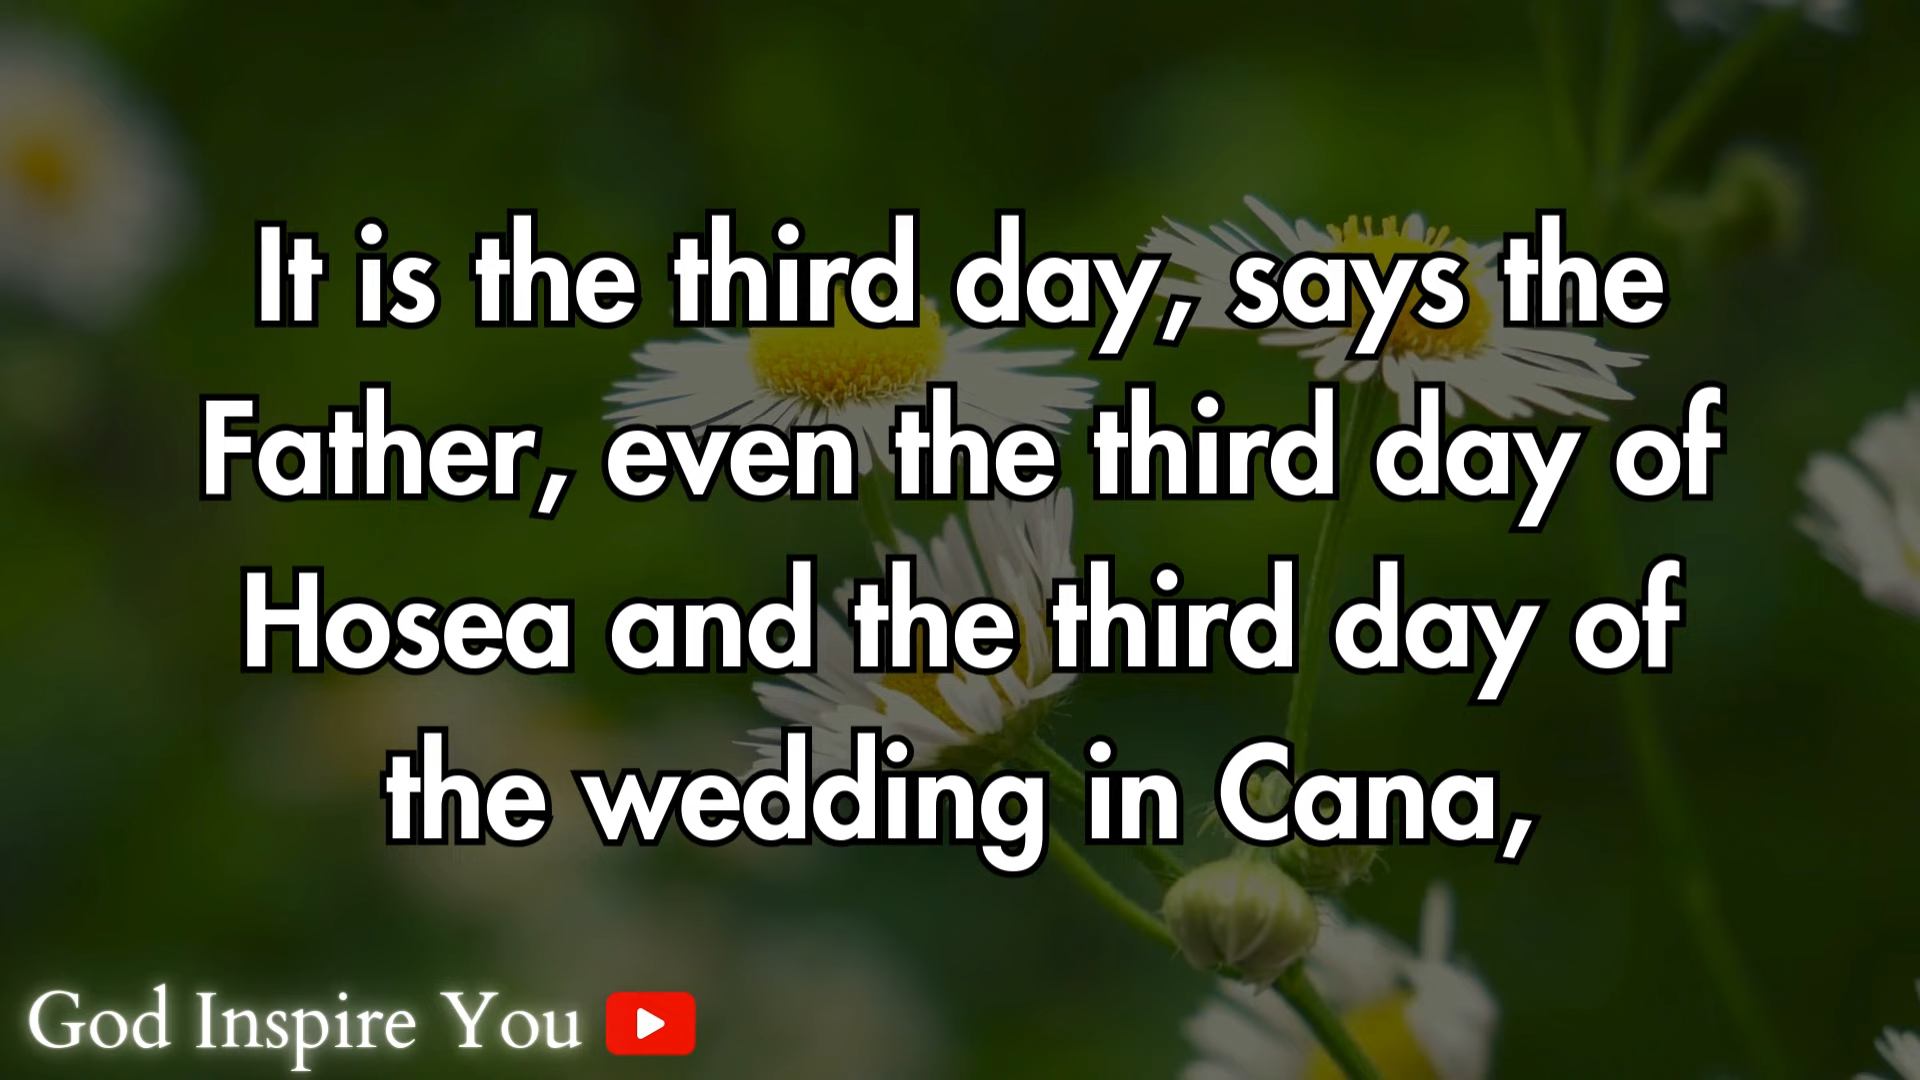 It is the third day, says the
Father, even the third day of
Hosea and the third day of
the wedding in Cana,
God Inspire You